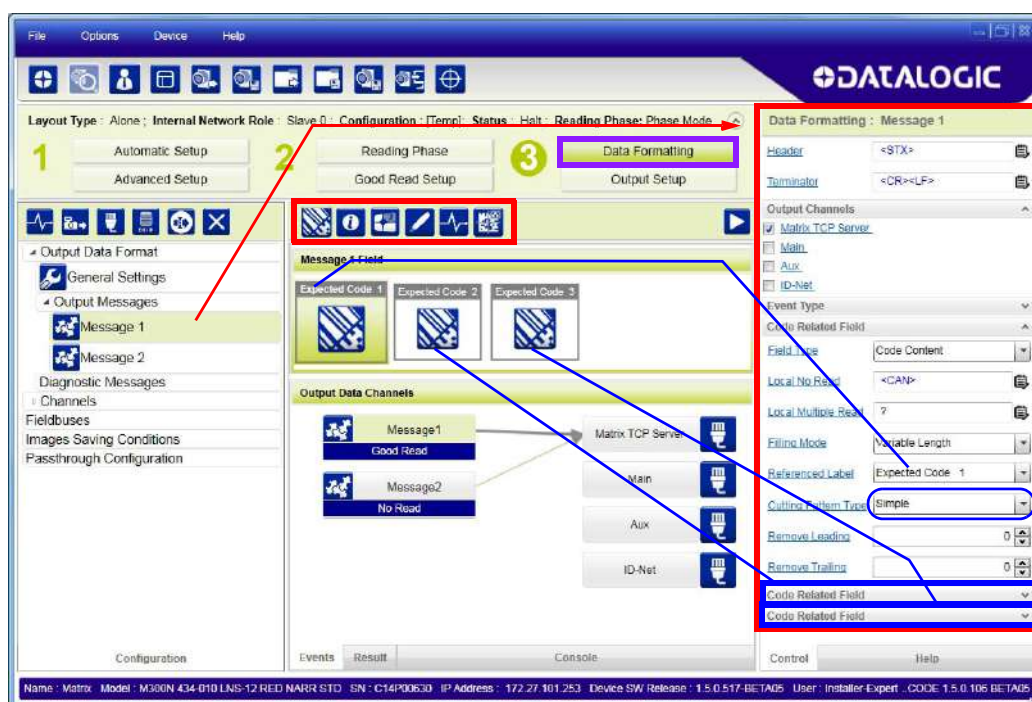 File Options Device Help
DATALOGIC
Layout Type : Alone ; Internal Network Role : Slave 0 ; Configuration : [Temp]; Status : Halt ; Reading Phase: Phase Mode
1 Automatic Setup
Advanced Setup
2 Reading Phase
Good Read Setup
3 Data Formatting
Output Setup
Output Data Format
General Settings
Output Messages
Message 1
Message 2
Diagnostic Messages
Channels
Fieldbuses
Images Saving Conditions
Passthrough Configuration
Configuration
Message 1 Field
Expected Code 1
Expected Code 2
Expected Code 3
Output Data Channels
Message1
Good Read
Message2
No Read
Matrix TCP Server
Main
Aux
ID-Net
Events Result Console
Data Formatting : Message 1
Header <STX>
Terminator <CR><LF>
Output Channels
Matrix TCP Server
Main
Aux
ID-Net
Event Type
Code Related Field
Field Type Code Content
Local No Read <CAN>
Local Multiple Read ?
Filling Mode Variable Length
Referenced Label Expected Code 1
Cutting Pattern Type Simple
Remove Leading 0
Remove Trailing 0
Code Related Field
Code Related Field
Control Help
Name : Matrix Model : M300N 434-010 LNS-12 RED NARR STD SN : C14P00630 IP Address : 172.27.101.253 Device SW Release : 1.5.0.517-BETA05 User : Installer-Expert ..CODE 1.5.0.106 BETA05